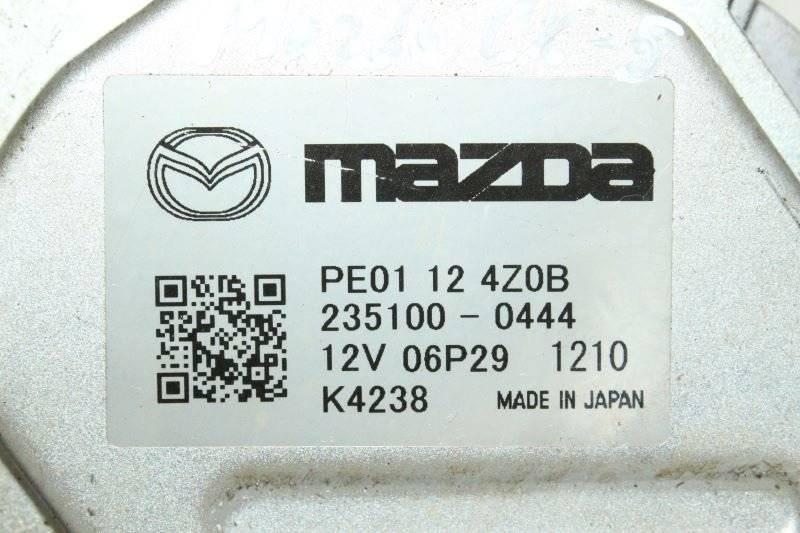 mazda
PE01 12 4Z0B
235100-0444
12V 06P29 1210
K4238 MADE IN JAPAN